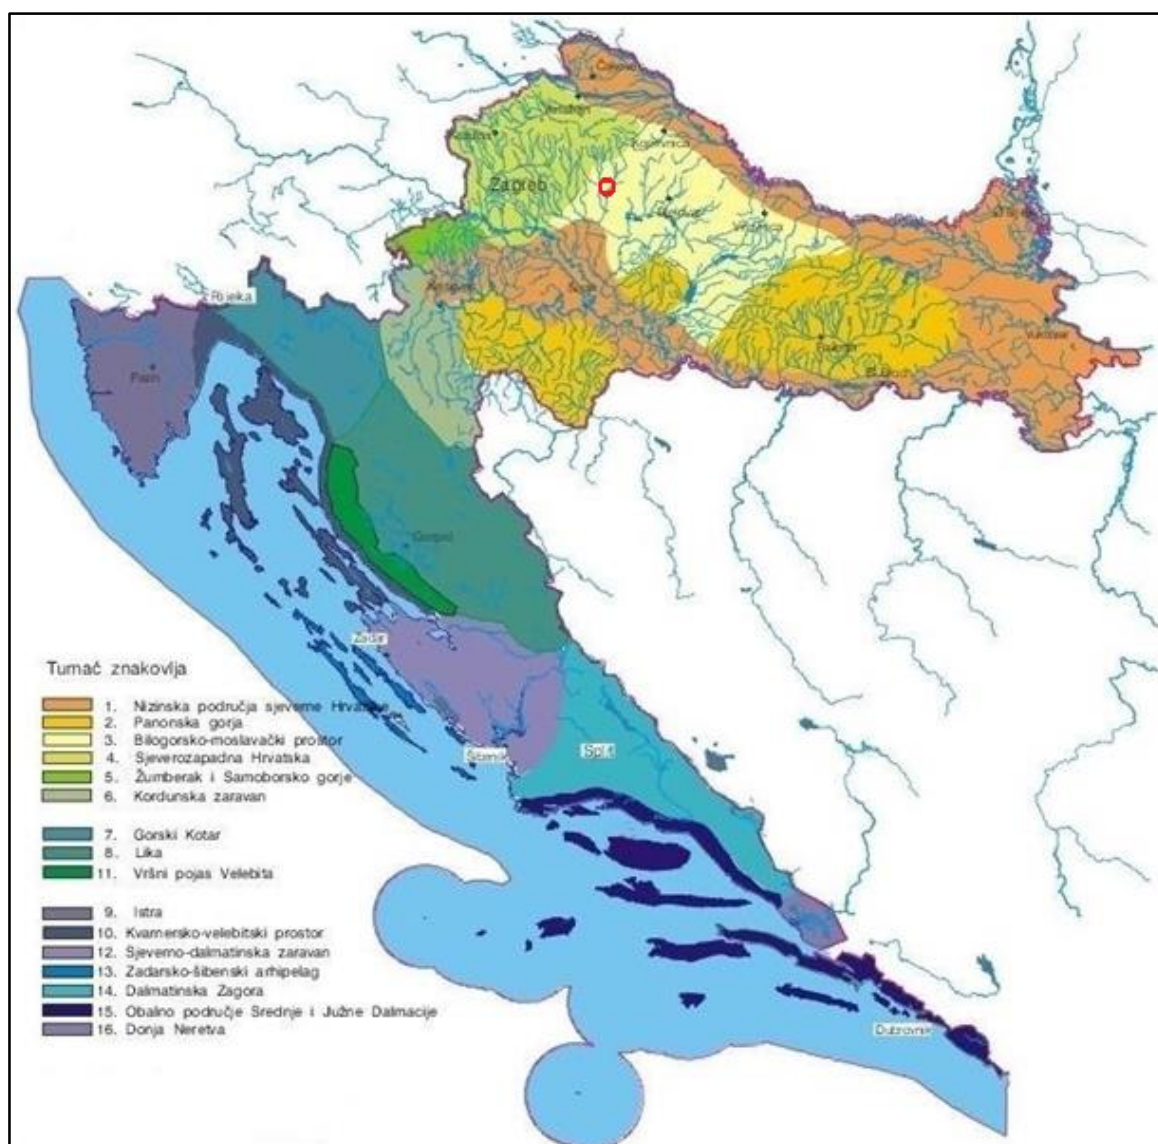 Koprivnica
Zagreb
Rijeka
Pazin
Gospić
Zadar
Šibenik
Split
Dubrovnik
Tumač znakovlja
1. Nizinska područja sjeverne Hrvatske
2. Panonska gorja
3. Bilogorsko-moslavački prostor
4. Sjeverozapadna Hrvatska
5. Žumberak i Samoborsko gorje
6. Kordunska zaravan
7. Gorski Kotar
8. Lika
11. Vršni pojas Velebita
9. Istra
10. Kvarnersko-velebitski prostor
12. Sjeverno-dalmatinska zaravan
13. Zadarsko-šibenski arhipelag
14. Dalmatinska Zagora
15. Obalno područje Srednje i Južne Dalmacije
16. Donja Neretva